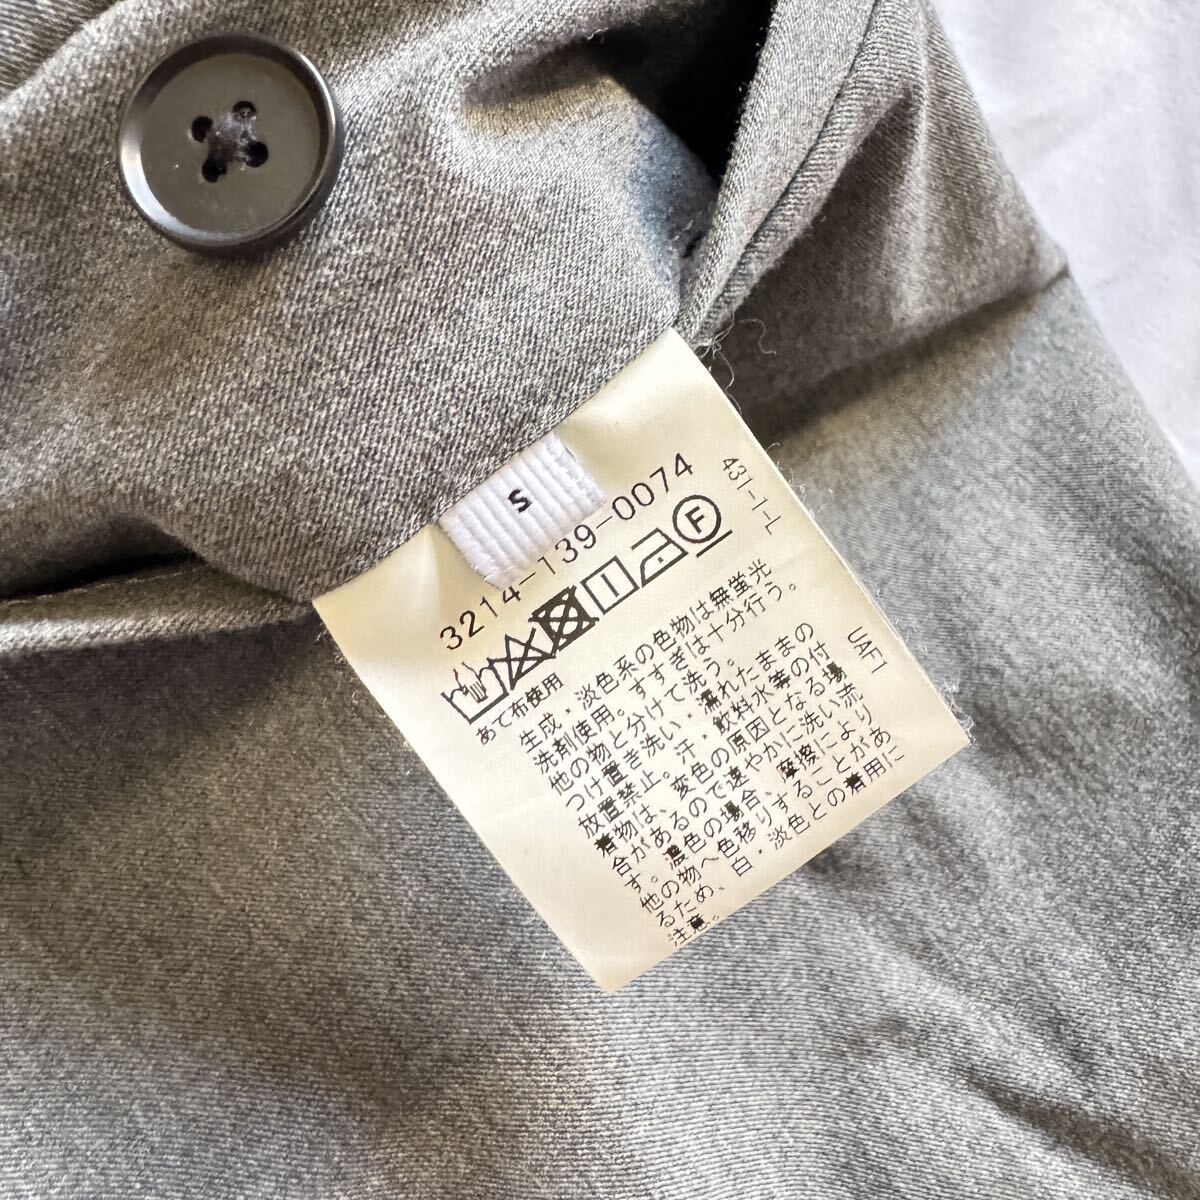 S
3214-139-0074
431-1-L
F
あて布使用
生成・淡色系の色物は無蛍光
洗剤使用。すすぎは十分行う。
他の物と分けて洗う。
つけ置き洗い・濡れたままの
放置禁止。汗・飲料水等の付
着物は、変色の原因となる場
合があるので速やかに洗い流
す。濃色の場合、摩擦により
他の物へ色移りすることがあ
るため、白・淡色との着用に
注意。